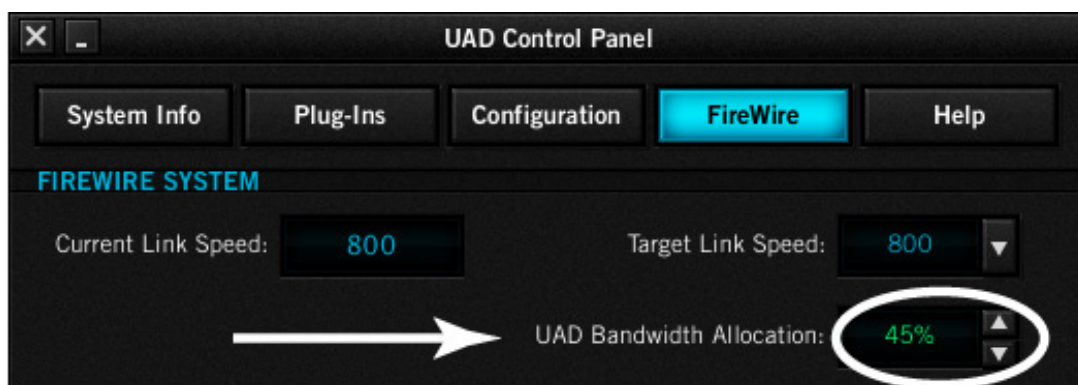 UAD Control Panel
System Info Plug-Ins Configuration FireWire Help
FIREWIRE SYSTEM
Current Link Speed: 800 Target Link Speed: 800
UAD Bandwidth Allocation: 45%